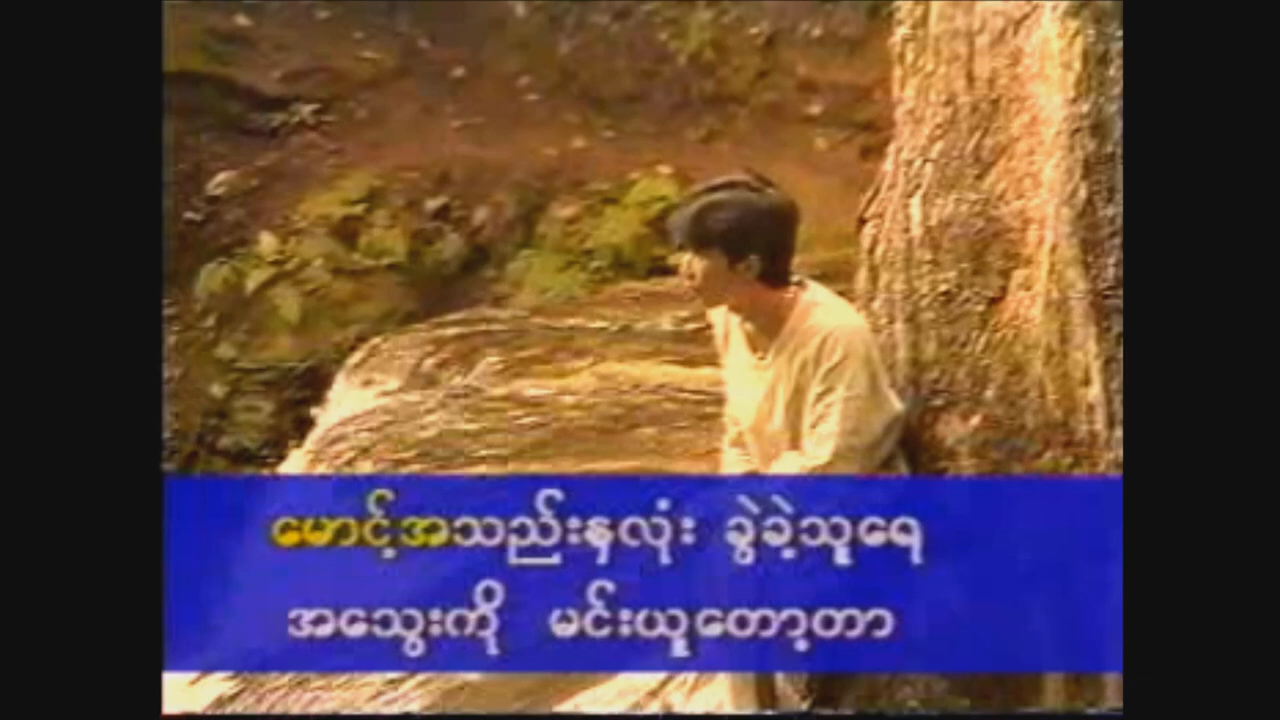 မောင့်အသည်းနှလုံး ခွဲခဲ့သူရေ
အသွေးကို မင်းယူတော့တာ